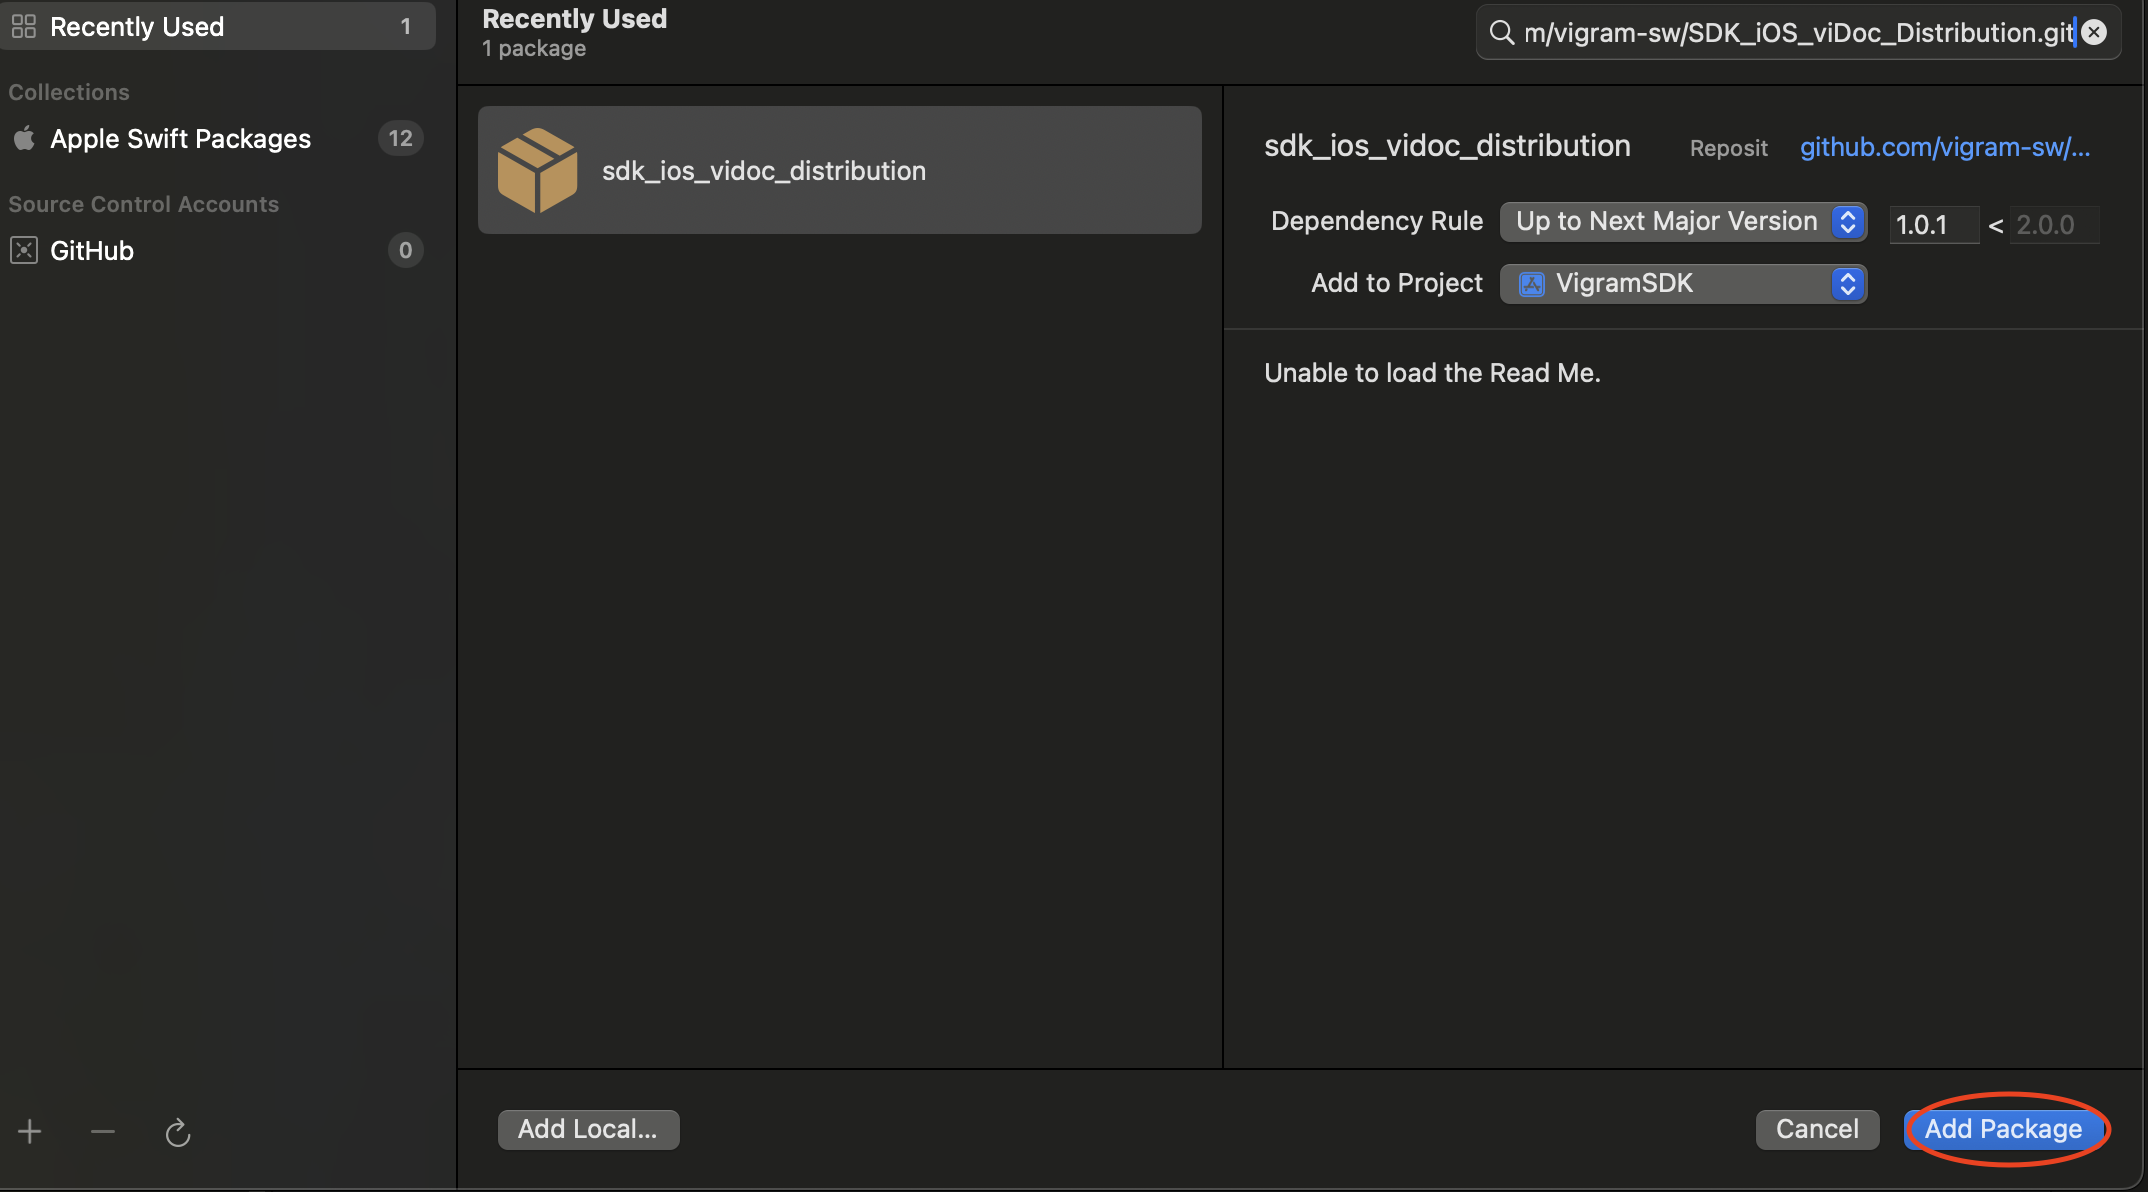 Recently Used
1
Collections
Apple Swift Packages
12
Source Control Accounts
GitHub
0
Recently Used
1 package
m/vigram-sw/SDK_iOS_viDoc_Distribution.git
sdk_ios_vidoc_distribution
sdk_ios_vidoc_distribution
Reposit
github.com/vigram-sw/...
Dependency Rule
Up to Next Major Version
1.0.1 < 2.0.0
Add to Project
VigramSDK
Unable to load the Read Me.
Add Local...
Cancel
Add Package